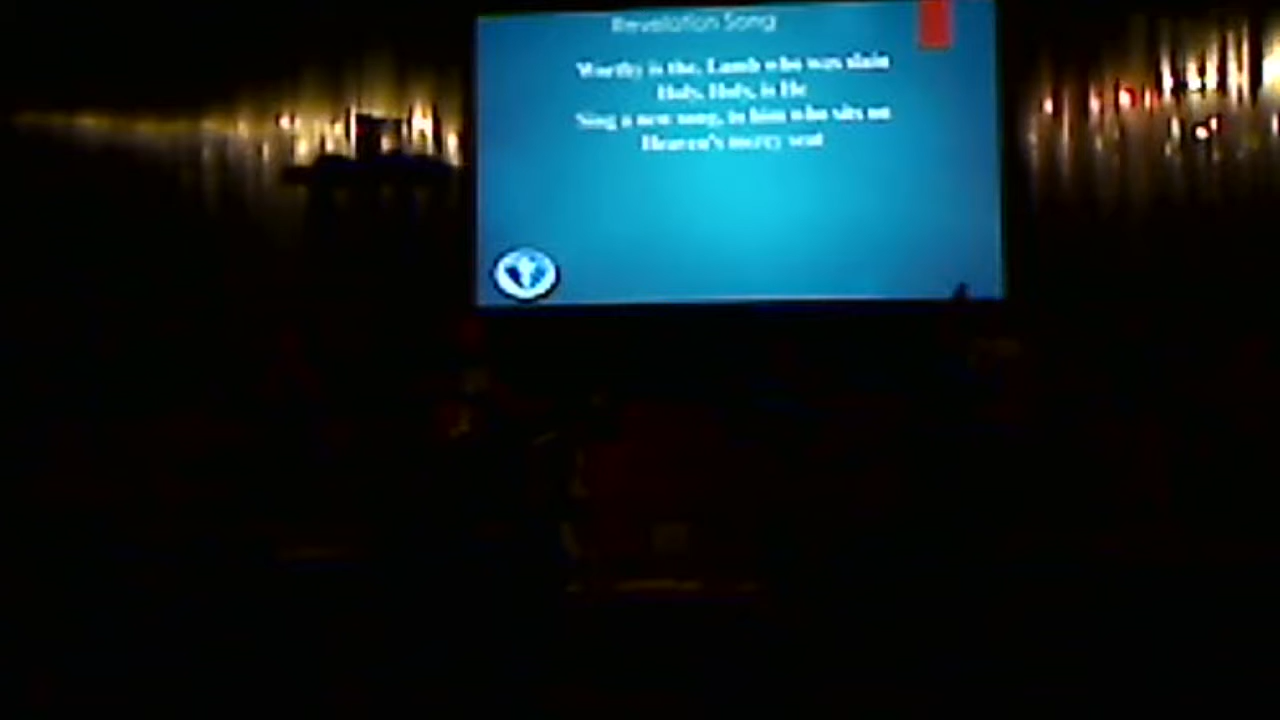 Revelation Song
Worthy is the, Lamb who was slain
Holy, Holy, is He
Sing a new song, to him who sits on
Heaven's mercy seat